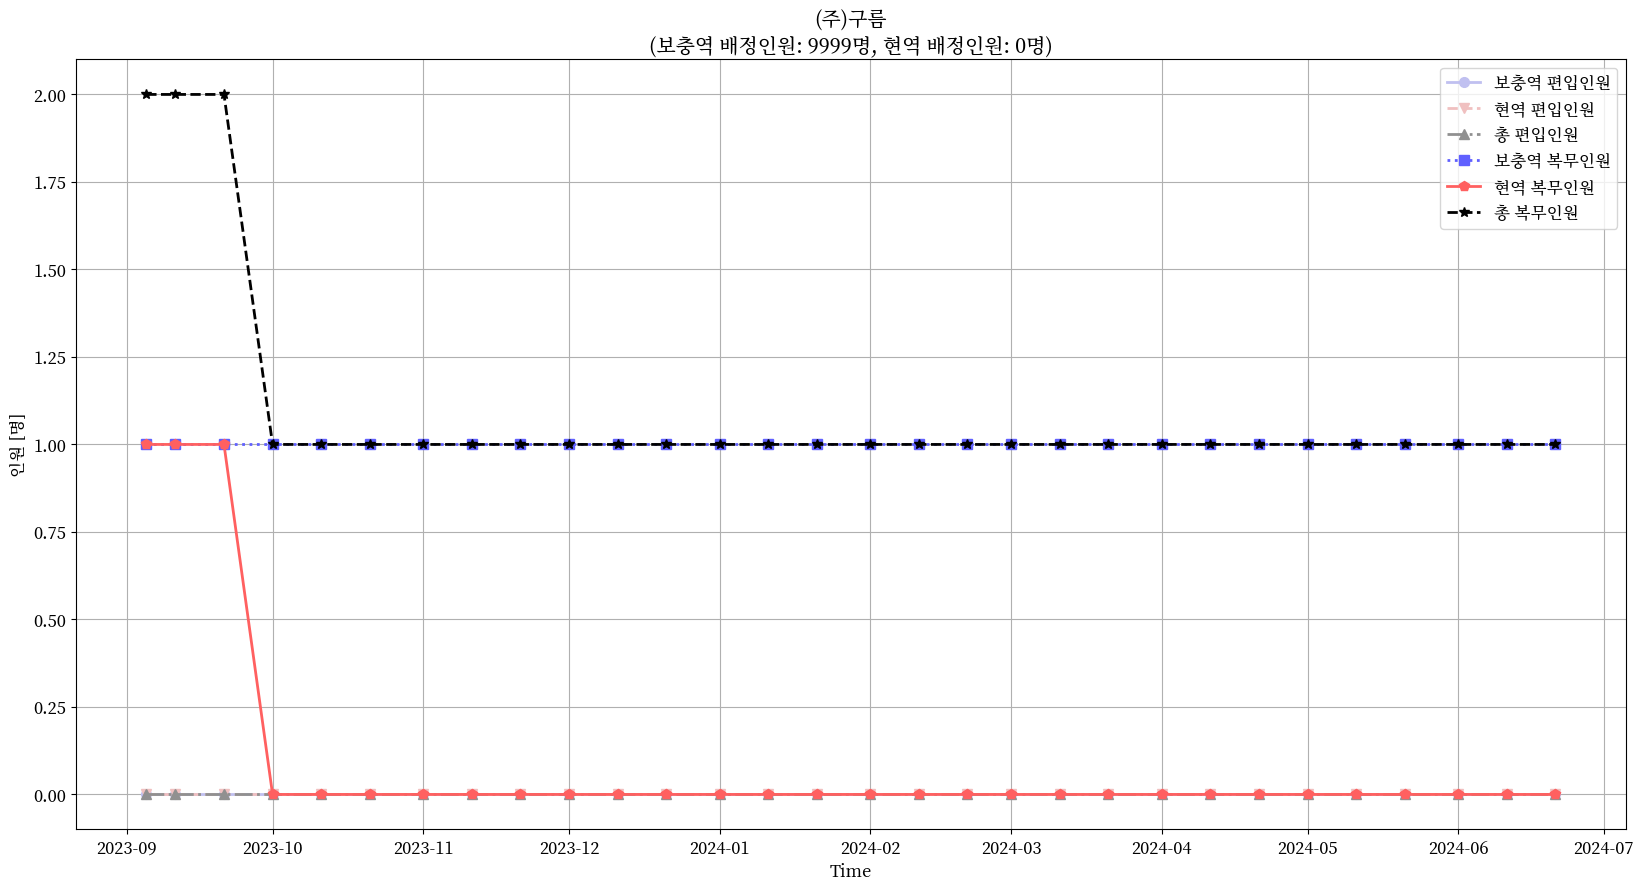 (주)구름
(보충역 배정인원: 9999명, 현역 배정인원: 0명)
보충역 편입인원
현역 편입인원
총 편입인원
보충역 복무인원
현역 복무인원
총 복무인원
2.00
1.75
1.50
1.25
1.00
0.75
0.50
0.25
0.00
인원 [명]
2023-09 2023-10 2023-11 2023-12 2024-01 2024-02 2024-03 2024-04 2024-05 2024-06 2024-07
Time